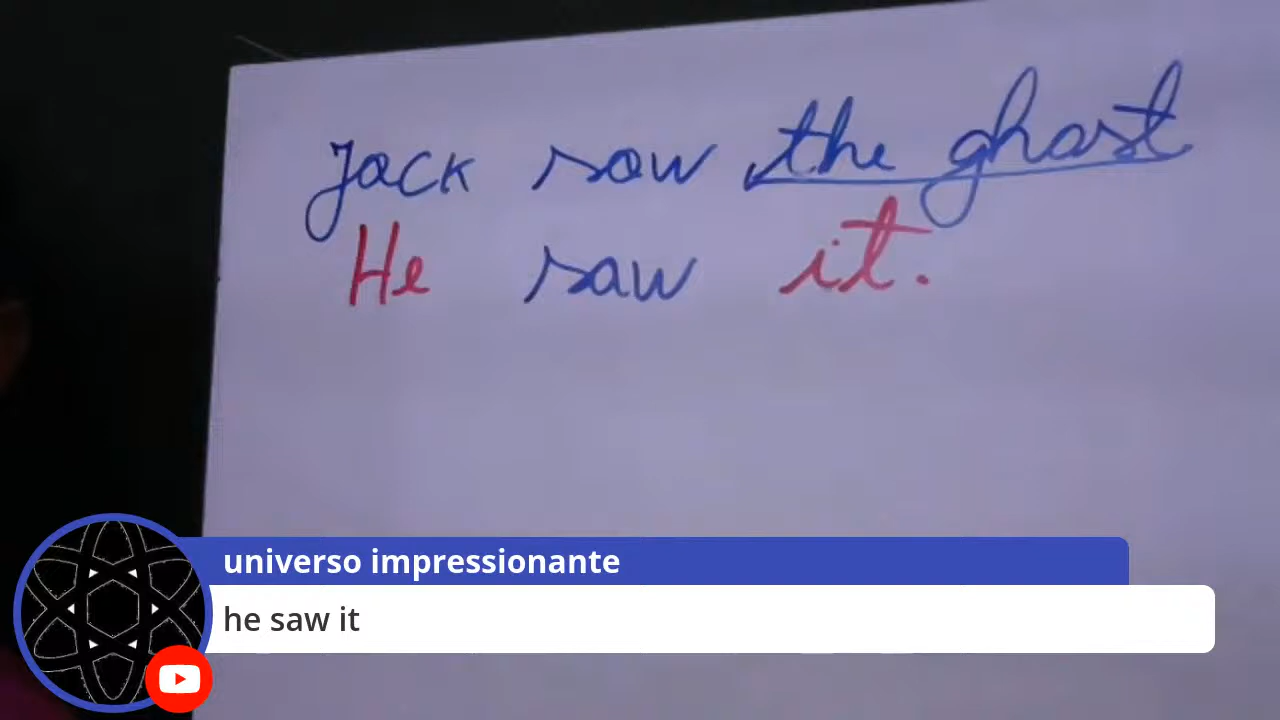 Jack saw the ghost
He saw it.
universo impressionante
he saw it